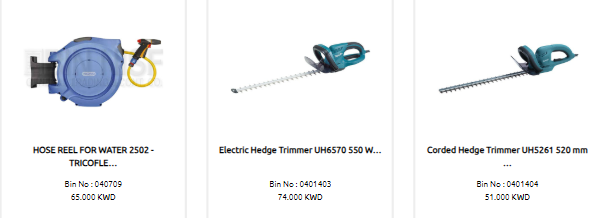 HOSE REEL FOR WATER 2502 -
TRICOFLE...
Bin No : 040709
65.000 KWD
Electric Hedge Trimmer UH6570 550 W...
Bin No : 0401403
74.000 KWD
Corded Hedge Trimmer UH5261 520 mm
...
Bin No : 0401404
51.000 KWD